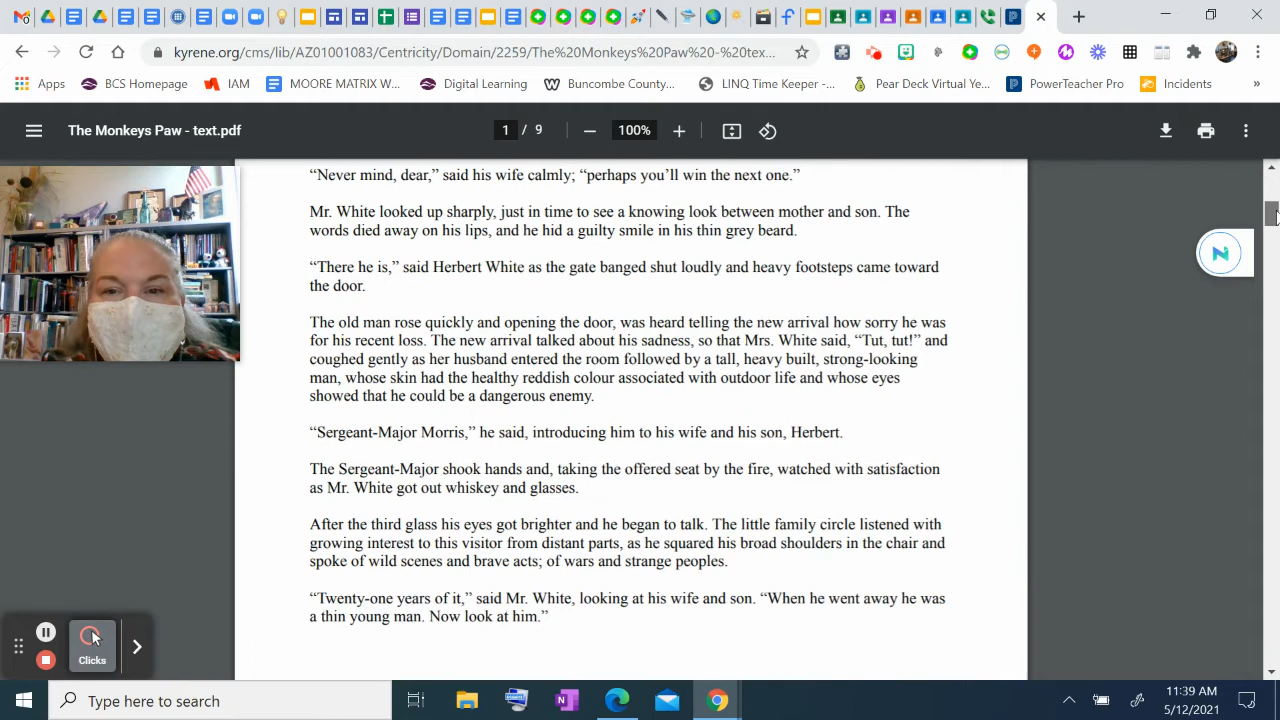 kyrene.org/cms/lib/AZ01001083/Centricity/Domain/2259/The%20Monkeys%20Paw%20-%20tex...
Apps BCS Homepage IAM MOORE MATRIX W... Digital Learning Buncombe County... LINQ Time Keeper -... Pear Deck Virtual Ye... PowerTeacher Pro Incidents »
The Monkeys Paw - text.pdf 1 / 9 100%
“Never mind, dear,” said his wife calmly; “perhaps you’ll win the next one.”
Mr. White looked up sharply, just in time to see a knowing look between mother and son. The
words died away on his lips, and he hid a guilty smile in his thin grey beard.
“There he is,” said Herbert White as the gate banged shut loudly and heavy footsteps came toward
the door.
The old man rose quickly and opening the door, was heard telling the new arrival how sorry he was
for his recent loss. The new arrival talked about his sadness, so that Mrs. White said, “Tut, tut!” and
coughed gently as her husband entered the room followed by a tall, heavy built, strong-looking
man, whose skin had the healthy reddish colour associated with outdoor life and whose eyes
showed that he could be a dangerous enemy.
“Sergeant-Major Morris,” he said, introducing him to his wife and his son, Herbert.
The Sergeant-Major shook hands and, taking the offered seat by the fire, watched with satisfaction
as Mr. White got out whiskey and glasses.
After the third glass his eyes got brighter and he began to talk. The little family circle listened with
growing interest to this visitor from distant parts, as he squared his broad shoulders in the chair and
spoke of wild scenes and brave acts; of wars and strange peoples.
“Twenty-one years of it,” said Mr. White, looking at his wife and son. “When he went away he was
a thin young man. Now look at him.”
Clicks
Type here to search
11:39 AM
5/12/2021